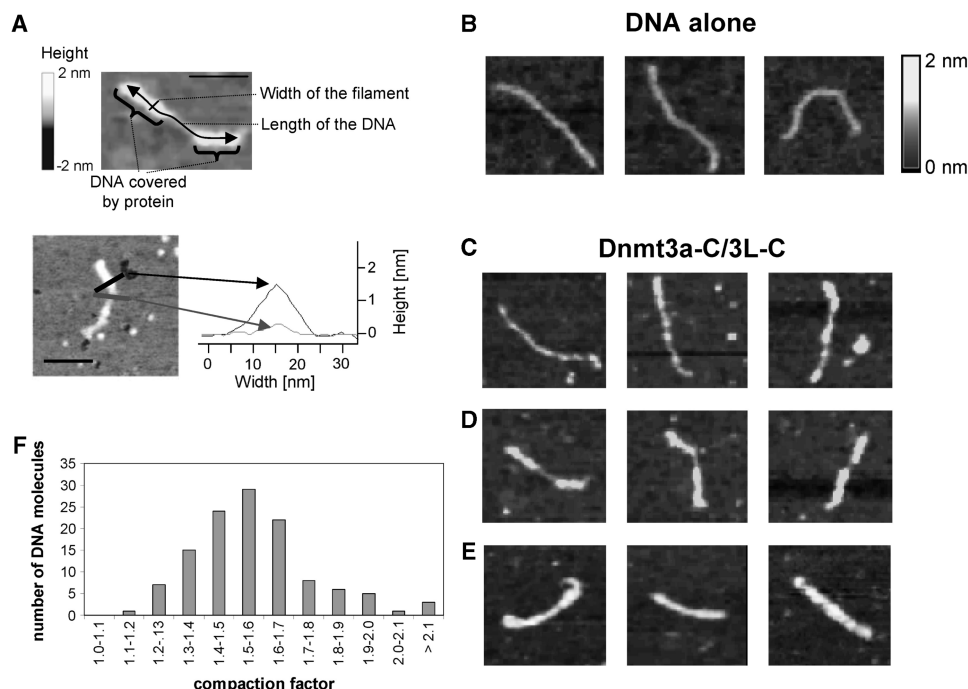 A
Height
2 nm
-2 nm
Width of the filament
Length of the DNA
DNA covered
by protein
2
1
0
Height [nm]
0 10 20 30
Width [nm]
B
DNA alone
2 nm
0 nm
C
Dnmt3a-C/3L-C
D
E
F
number of DNA molecules
35
30
25
20
15
10
5
0
1.0-1.1
1.1-1.2
1.2-.13
1.3-1.4
1.4-1.5
1.5-1.6
1.6-1.7
1.7-1.8
1.8-1.9
1.9-2.0
2.0-2.1
> 2.1
compaction factor